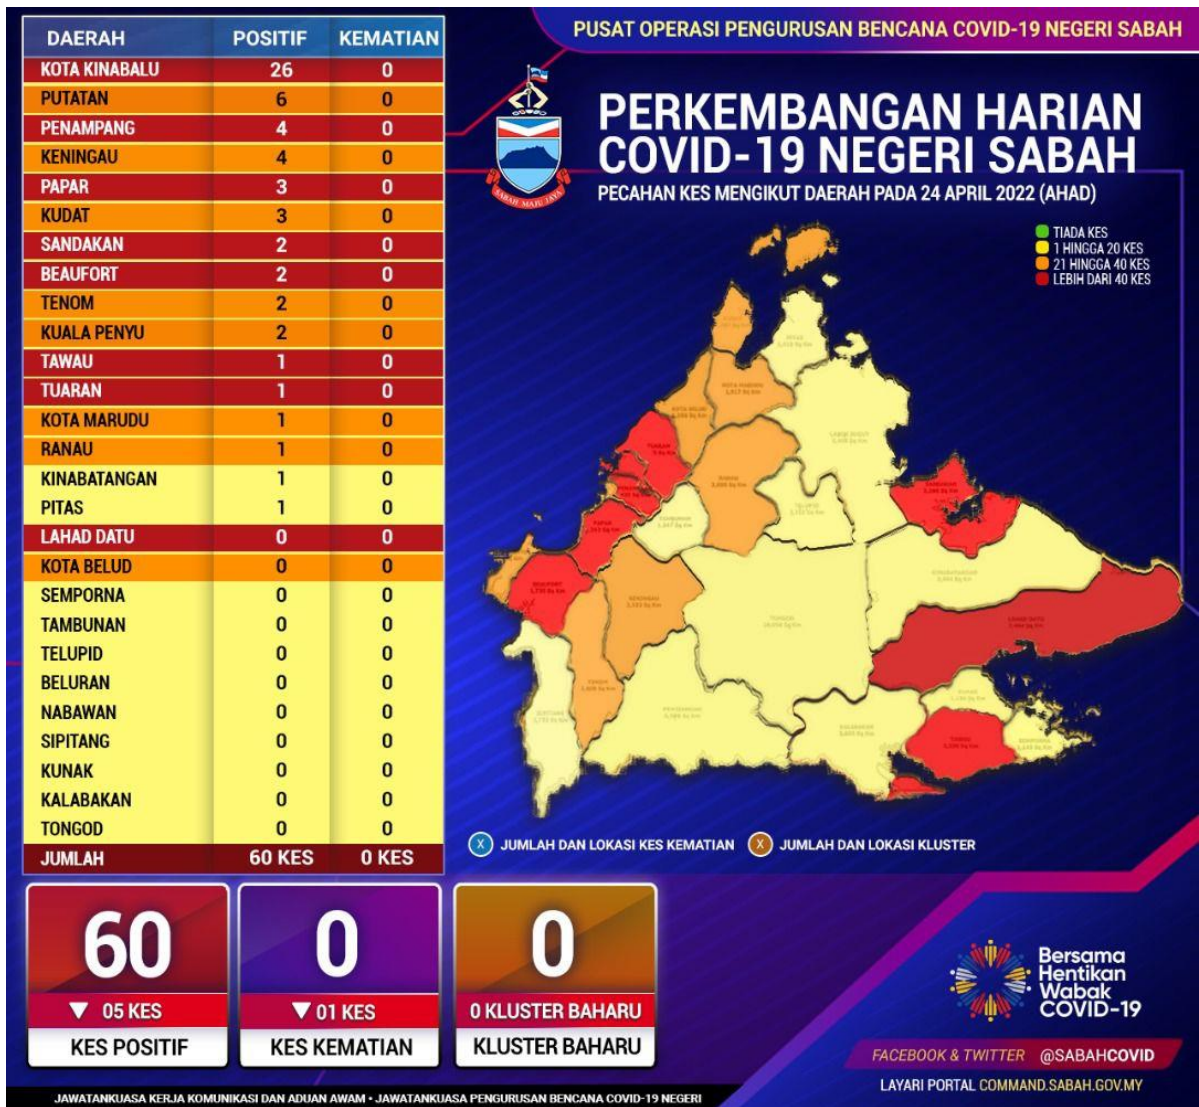 DAERAH POSITIF KEMATIAN
KOTA KINABALU 26 0
PUTATAN 6 0
PENAMPANG 4 0
KENINGAU 4 0
PAPAR 3 0
KUDAT 3 0
SANDAKAN 2 0
BEAUFORT 2 0
TENOM 2 0
KUALA PENYU 2 0
TAWAU 1 0
TUARAN 1 0
KOTA MARUDU 1 0
RANAU 1 0
KINABATANGAN 1 0
PITAS 1 0
LAHAD DATU 0 0
KOTA BELUD 0 0
SEMPORNA 0 0
TAMBUNAN 0 0
TELUPID 0 0
BELURAN 0 0
NABAWAN 0 0
SIPITANG 0 0
KUNAK 0 0
KALABAKAN 0 0
TONGOD 0 0
JUMLAH 60 KES 0 KES
PUSAT OPERASI PENGURUSAN BENCANA COVID-19 NEGERI SABAH
SABAH MAJU JAYA
PERKEMBANGAN HARIAN
COVID-19 NEGERI SABAH
PECAHAN KES MENGIKUT DAERAH PADA 24 APRIL 2022 (AHAD)
TIADA KES
1 HINGGA 20 KES
21 HINGGA 40 KES
LEBIH DARI 40 KES
X JUMLAH DAN LOKASI KES KEMATIAN X JUMLAH DAN LOKASI KLUSTER
60
▼ 05 KES
KES POSITIF
0
▼ 01 KES
KES KEMATIAN
0
0 KLUSTER BAHARU
KLUSTER BAHARU
Bersama
Hentikan
Wabak
COVID-19
FACEBOOK & TWITTER @SABAHCOVID
LAYARI PORTAL COMMAND.SABAH.GOV.MY
JAWATANKUASA KERJA KOMUNIKASI DAN ADUAN AWAM • JAWATANKUASA PENGURUSAN BENCANA COVID-19 NEGERI